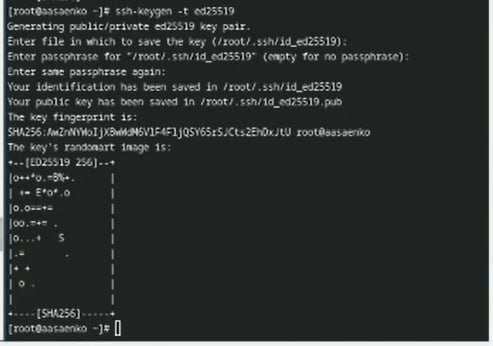 [root@aasaenko ~]# ssh-keygen -t ed25519
Generating public/private ed25519 key pair.
Enter file in which to save the key (/root/.ssh/id_ed25519):
Enter passphrase for "/root/.ssh/id_ed25519" (empty for no passphrase):
Enter same passphrase again:
Your identification has been saved in /root/.ssh/id_ed25519
Your public key has been saved in /root/.ssh/id_ed25519.pub
The key fingerprint is:
root@aasaenko
The key's randomart image is:
+--[ED25519 256]--+
|o++*o.=B%+.      |
| += E*o*.o       |
|o.o==+=          |
|oo.=+= .         |
|o...+   S        |
|.=       .       |
|+ +              |
| o .             |
|                 |
+----[SHA256]-----+
[root@aasaenko ~]#